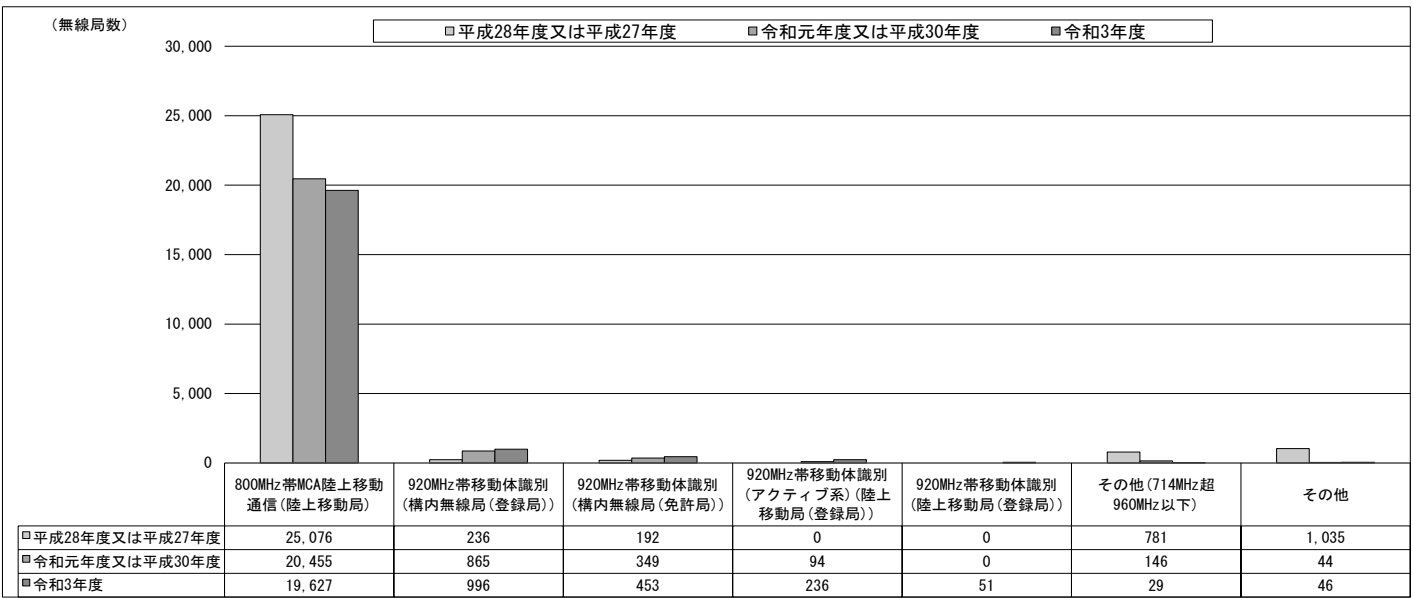 (無線局数)
□平成28年度又は平成27年度 ■令和元年度又は平成30年度 ■令和3年度
30,000
25,000
20,000
15,000
10,000
5,000
0
800MHz帯MCA陸上移動
通信(陸上移動局)
920MHz帯移動体識別
(構内無線局(登録局))
920MHz帯移動体識別
(構内無線局(免許局))
920MHz帯移動体識別
(アクティブ系)(陸上
移動局(登録局))
920MHz帯移動体識別
(陸上移動局(登録局))
その他(714MHz超
960MHz以下)
その他
□平成28年度又は平成27年度 25,076 236 192 0 0 781 1,035
■令和元年度又は平成30年度 20,455 865 349 94 0 146 44
■令和3年度 19,627 996 453 236 51 29 46